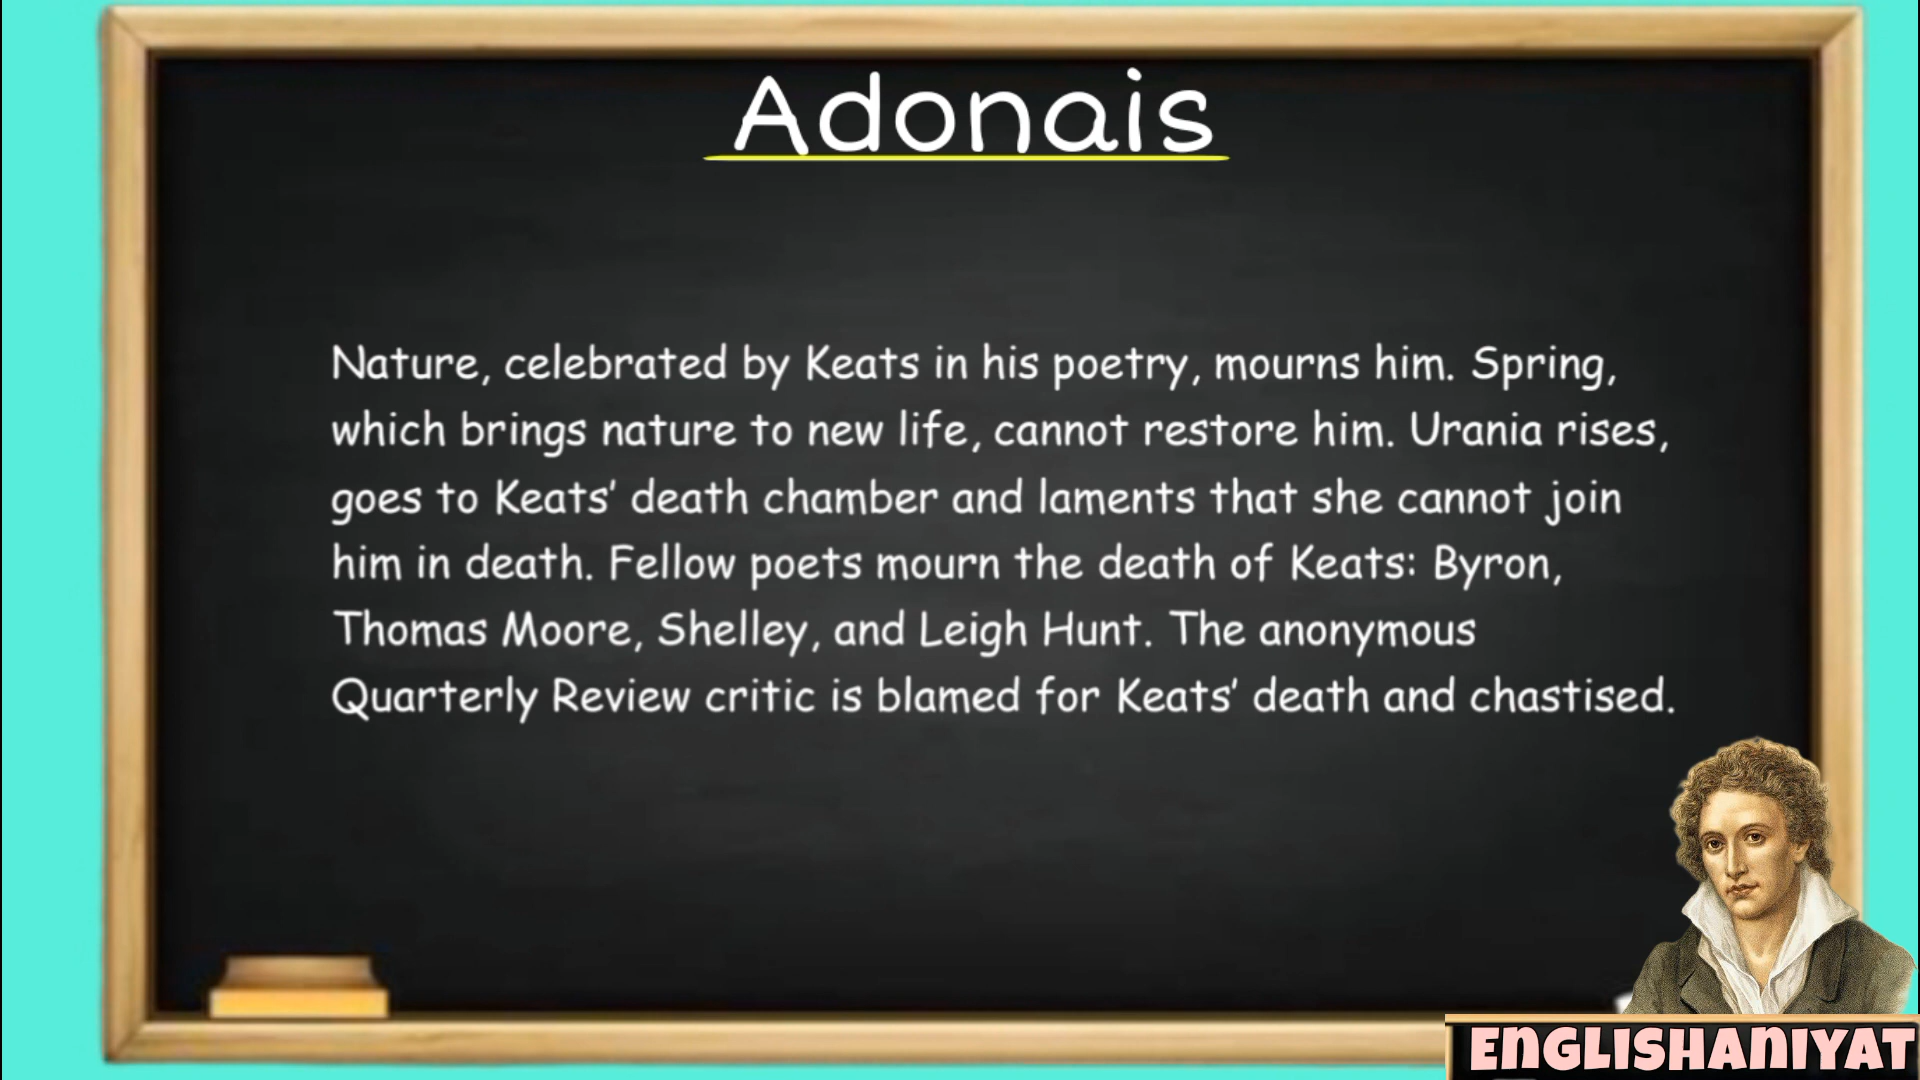 Adonais
Nature, celebrated by Keats in his poetry, mourns him. Spring,
which brings nature to new life, cannot restore him. Urania rises,
goes to Keats’ death chamber and laments that she cannot join
him in death. Fellow poets mourn the death of Keats: Byron,
Thomas Moore, Shelley, and Leigh Hunt. The anonymous
Quarterly Review critic is blamed for Keats’ death and chastised.
ENGLISHANIYAT